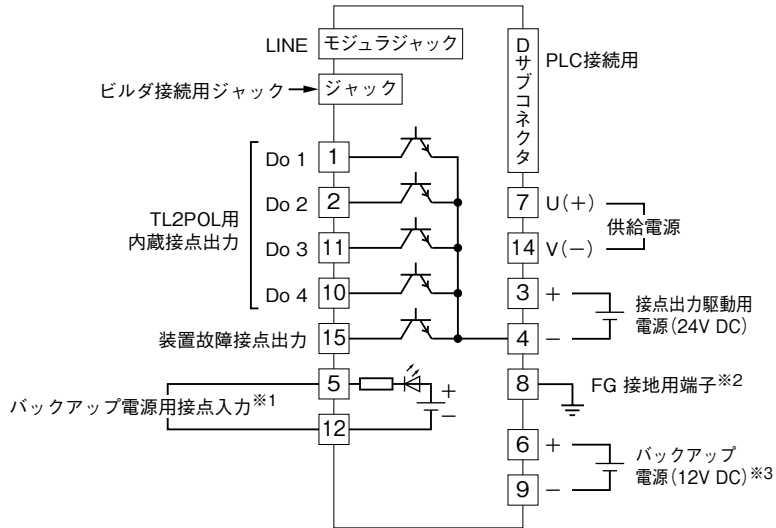 LINE
モジュラジャック
ビルダ接続用ジャック
ジャック
Dサブコネクタ
PLC接続用
TL2POL用
内蔵接点出力
Do 1
1
Do 2
2
Do 3
11
Do 4
10
装置故障接点出力
15
バックアップ電源用接点入力※1
5
12
+
−
7
U(+)
14
V(−)
供給電源
3
+
4
−
接点出力駆動用
電源(24V DC)
8
FG 接地用端子※2
6
+
9
−
バックアップ
電源(12V DC)※3